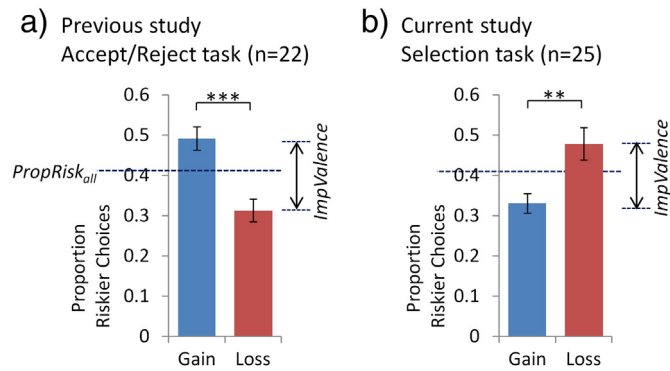 a) Previous study
Accept/Reject task (n=22)
***
0.6
0.5
0.4
0.3
0.2
0.1
0
PropRisk_all
Proportion
Riskier Choices
ImpValence
Gain Loss
b) Current study
Selection task (n=25)
**
0.6
0.5
0.4
0.3
0.2
0.1
0
Proportion
Riskier Choices
ImpValence
Gain Loss